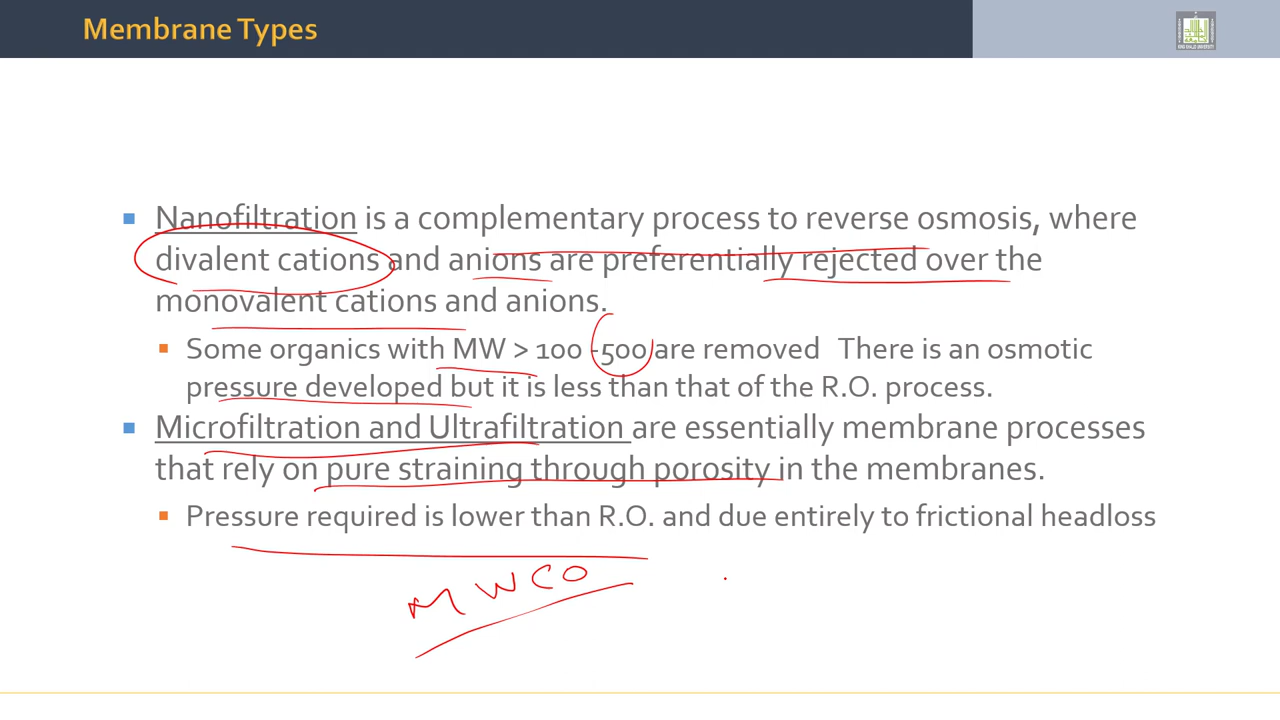 Membrane Types
KING KHALID UNIVERSITY
Nanofiltration is a complementary process to reverse osmosis, where
divalent cations and anions are preferentially rejected over the
monovalent cations and anions.
Some organics with MW > 100 -500 are removed There is an osmotic
pressure developed but it is less than that of the R.O. process.
Microfiltration and Ultrafiltration are essentially membrane processes
that rely on pure straining through porosity in the membranes.
Pressure required is lower than R.O. and due entirely to frictional headloss
MWCO